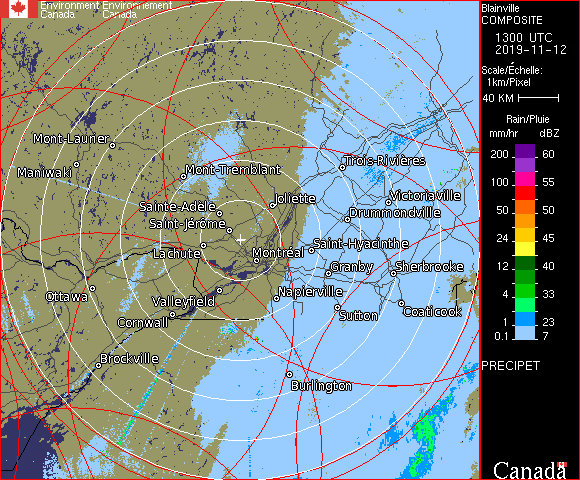 Environment Environnement
Canada Canada
Blainville
COMPOSITE
1300 UTC
2019-11-12
Scale/Échelle:
1km/Pixel
40 KM
Rain/Pluie
mm/hr dBZ
200 60
100 55
50 50
24 45
12 40
4 33
1 23
0.1 7
PRECIPET
Canada
Mont-Laurier
Maniwaki
Mont-Tremblant
Trois-Rivières
Sainte-Adèle
Joliette
Victoriaville
Saint-Jérôme
Drummondville
Lachute
Montréal
Saint-Hyacinthe
Granby
Sherbrooke
Ottawa
Valleyfield
Napierville
Cornwall
Sutton
Coaticook
Brockville
Burlington